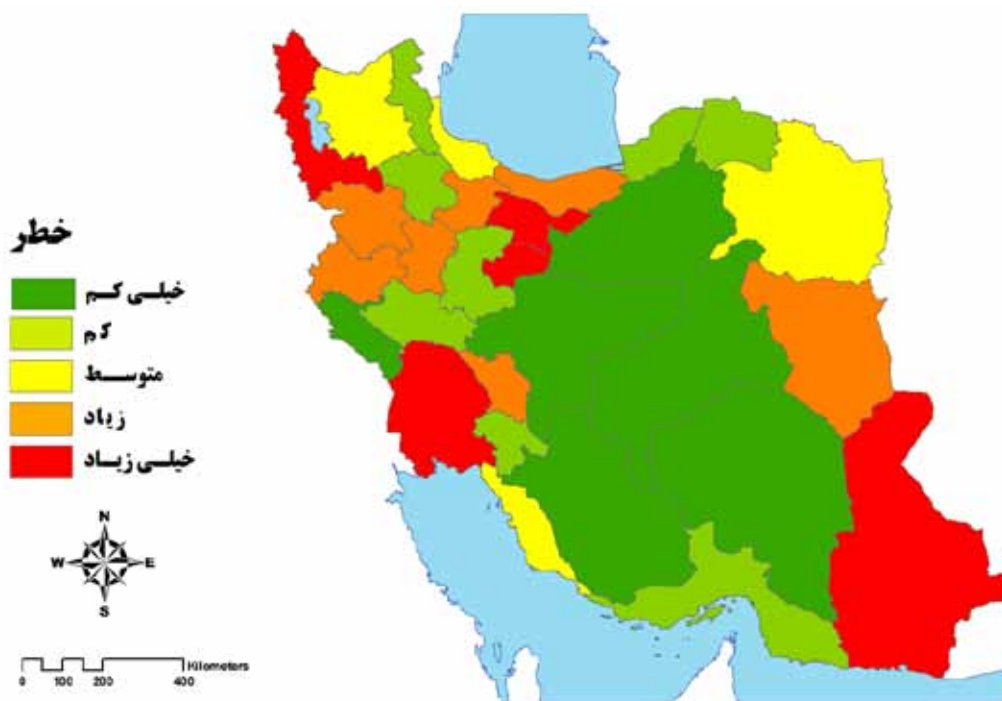 خطر
خیلی کم
کم
متوسط
زیاد
خیلی زیاد
N
W E
S
Kilometers
0 100 200 400